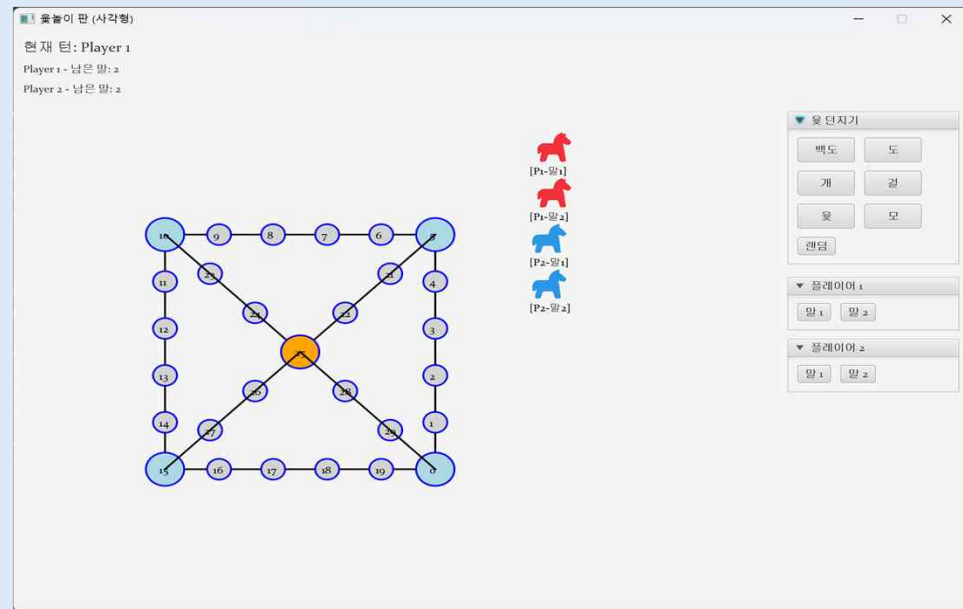 윷놀이 판 (사각형)
현재 턴: Player 1
Player 1 - 남은 말: 2
Player 2 - 남은 말: 2
[P1-말1]
[P1-말2]
[P2-말1]
[P2-말2]
윷 던지기
백도 도
개 걸
윷 모
랜덤
플레이어 1
말 1 말 2
플레이어 2
말 1 말 2
10 9 8 7 6 5
11 23 21 4
12 24 22 3
25
13 26 28 2
14 27 29 1
15 16 17 18 19 0